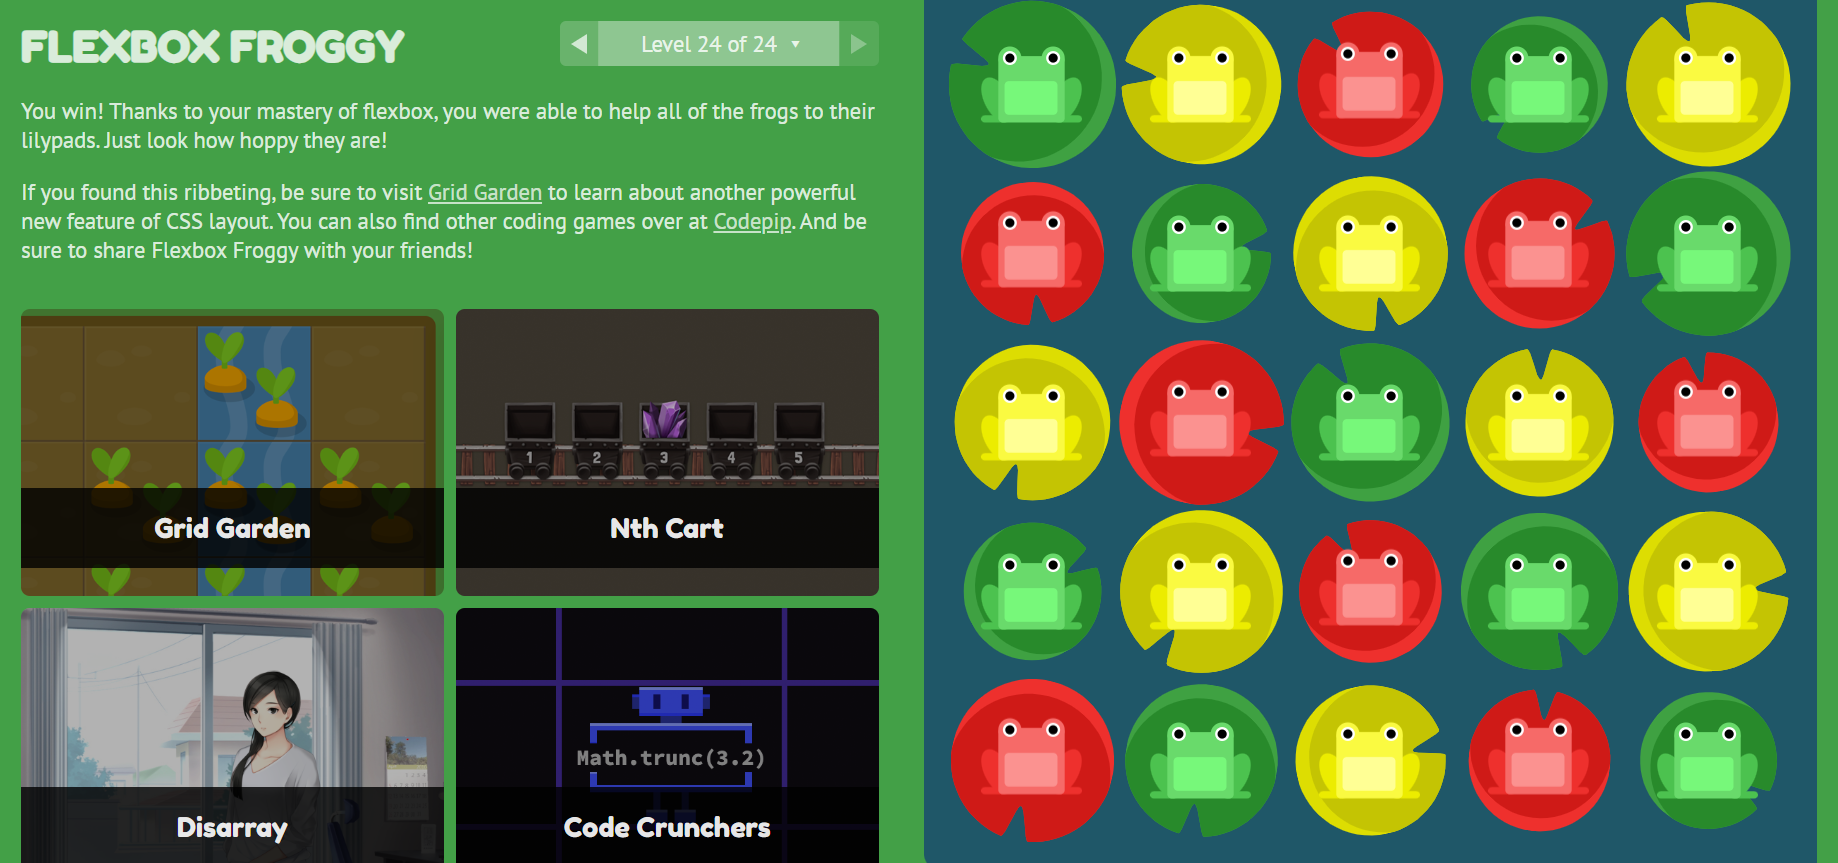 FLEXBOX FROGGY
Level 24 of 24
You win! Thanks to your mastery of flexbox, you were able to help all of the frogs to their
lilypads. Just look how hoppy they are!
If you found this ribbeting, be sure to visit Grid Garden to learn about another powerful
new feature of CSS layout. You can also find other coding games over at Codepip. And be
sure to share Flexbox Froggy with your friends!
Grid Garden
1 2 3 4 5
Nth Cart
Disarray
Math.trunc(3.2)
Code Crunchers